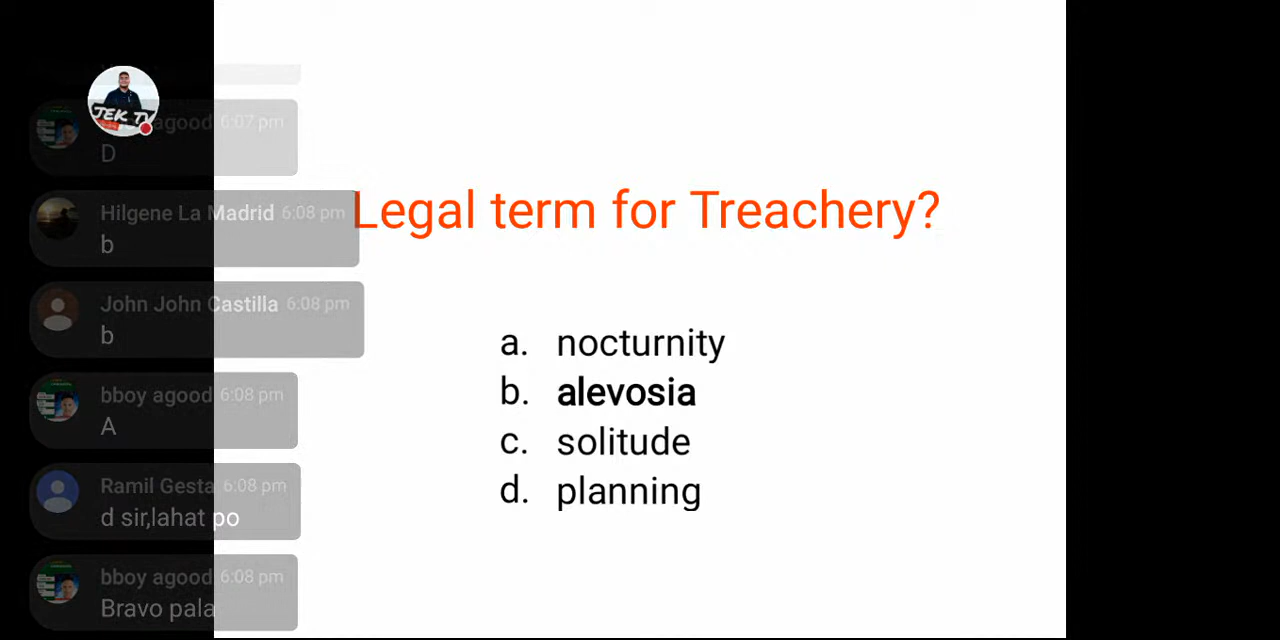 JEK TV
agood 6:07 pm
D
Hilgene La Madrid 6:08 pm
b
John John Castilla 6:08 pm
b
bboy agood 6:08 pm
A
Ramil Gesta 6:08 pm
d sir,lahat po
bboy agood 6:08 pm
Bravo pala
Legal term for Treachery?
a. nocturnity
b. alevosia
c. solitude
d. planning